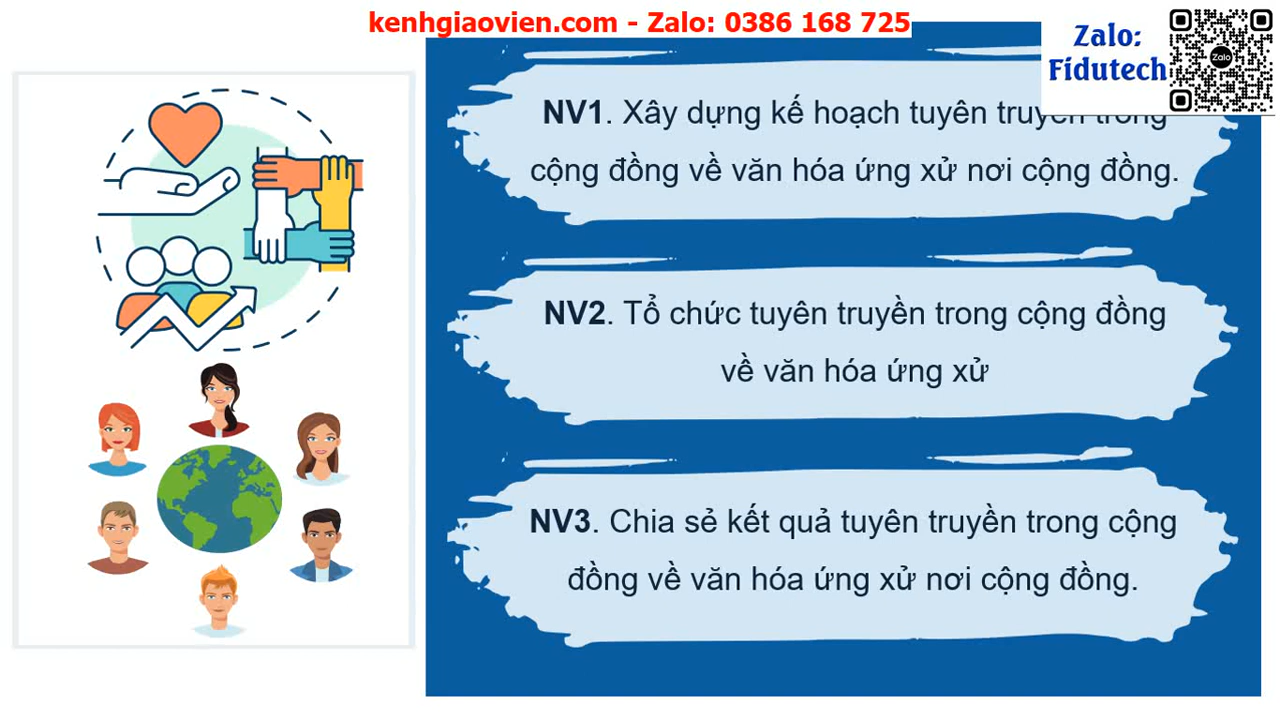 kenhgiaovien.com - Zalo: 0386 168 725
Zalo:
Fidutech
Zalo
NV1. Xây dựng kế hoạch tuyên truyền trong
cộng đồng về văn hóa ứng xử nơi cộng đồng.
NV2. Tổ chức tuyên truyền trong cộng đồng
về văn hóa ứng xử
NV3. Chia sẻ kết quả tuyên truyền trong cộng
đồng về văn hóa ứng xử nơi cộng đồng.